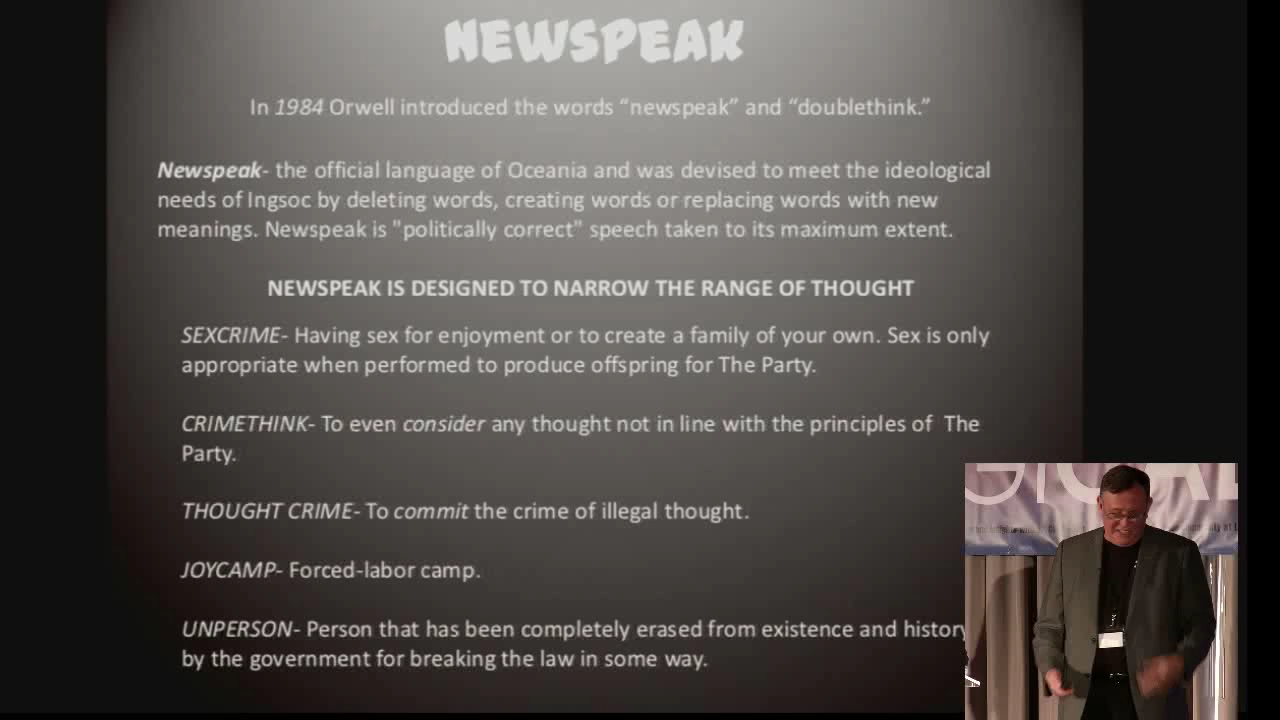 NEWSPEAK
In 1984 Orwell introduced the words “newspeak” and “doublethink.”
Newspeak- the official language of Oceania and was devised to meet the ideological
needs of Ingsoc by deleting words, creating words or replacing words with new
meanings. Newspeak is "politically correct" speech taken to its maximum extent.
NEWSPEAK IS DESIGNED TO NARROW THE RANGE OF THOUGHT
SEXCRIME- Having sex for enjoyment or to create a family of your own. Sex is only
appropriate when performed to produce offspring for The Party.
CRIMETHINK- To even consider any thought not in line with the principles of The
Party.
THOUGHT CRIME- To commit the crime of illegal thought.
JOYCAMP- Forced-labor camp.
UNPERSON- Person that has been completely erased from existence and history
by the government for breaking the law in some way.